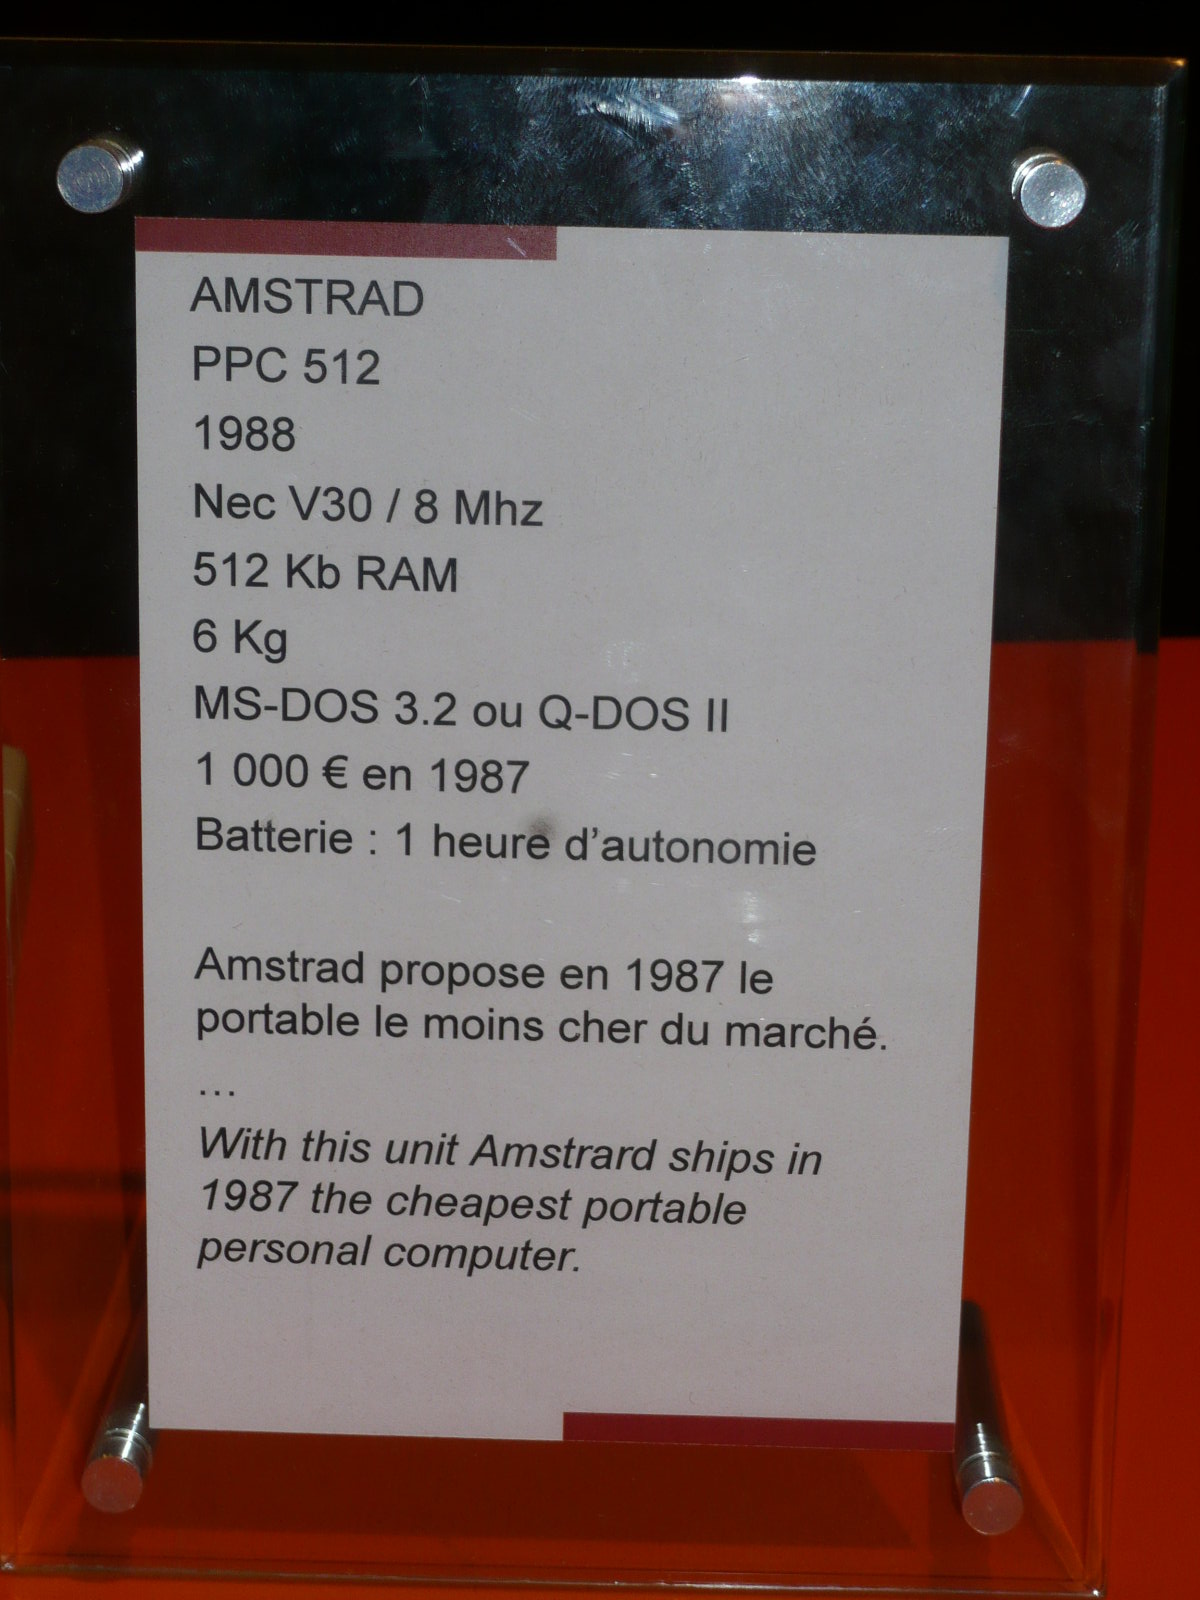 AMSTRAD
PPC 512
1988
Nec V30 / 8 Mhz
512 Kb RAM
6 Kg
MS-DOS 3.2 ou Q-DOS II
1 000 € en 1987
Batterie : 1 heure d’autonomie
Amstrad propose en 1987 le
portable le moins cher du marché.
…
With this unit Amstrard ships in
1987 the cheapest portable
personal computer.